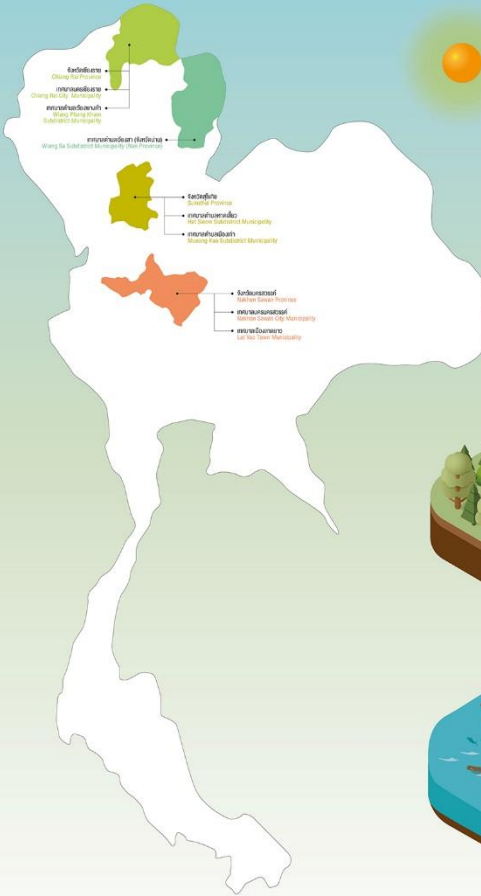 จังหวัดเชียงราย
Chiang Rai Province
เทศบาลนครเชียงราย
Chiang Rai City Municipality
เทศบาลตำบลเวียงพางคำ
Wiang Phang Kham
Subdistrict Municipality
เทศบาลตำบลเวียงสา (จังหวัดน่าน)
Wiang Sa Subdistrict Municipality (Nan Province)
จังหวัดสุโขทัย
Sukhothai Province
เทศบาลตำบลหาดเสี้ยว
Hat Sieow Subdistrict Municipality
เทศบาลตำบลเมืองเก่า
Mueang Kao Subdistrict Municipality
จังหวัดนครสวรรค์
Nakhon Sawan Province
เทศบาลนครนครสวรรค์
Nakhon Sawan City Municipality
เทศบาลเมืองลาดยาว
Lat Yao Town Municipality